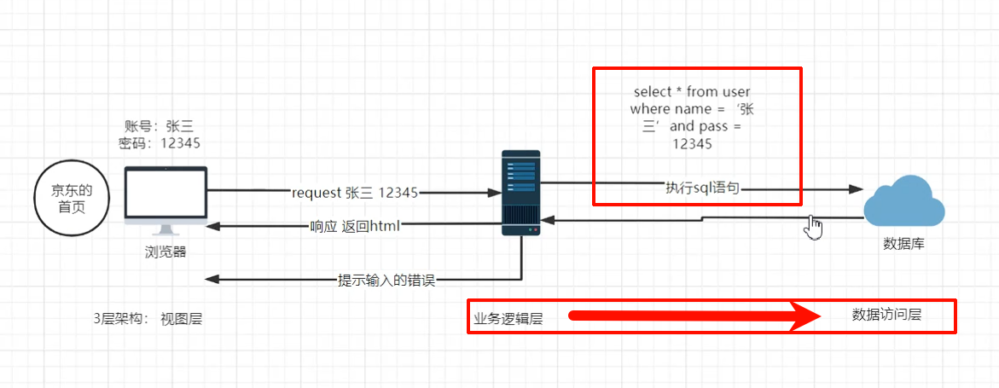 账号：张三
密码：12345
京东的
首页
浏览器
request 张三 12345
响应 返回html
提示输入的错误
select * from user
where name = ‘张
三’ and pass =
12345
执行sql语句
数据库
3层架构： 视图层
业务逻辑层
数据访问层